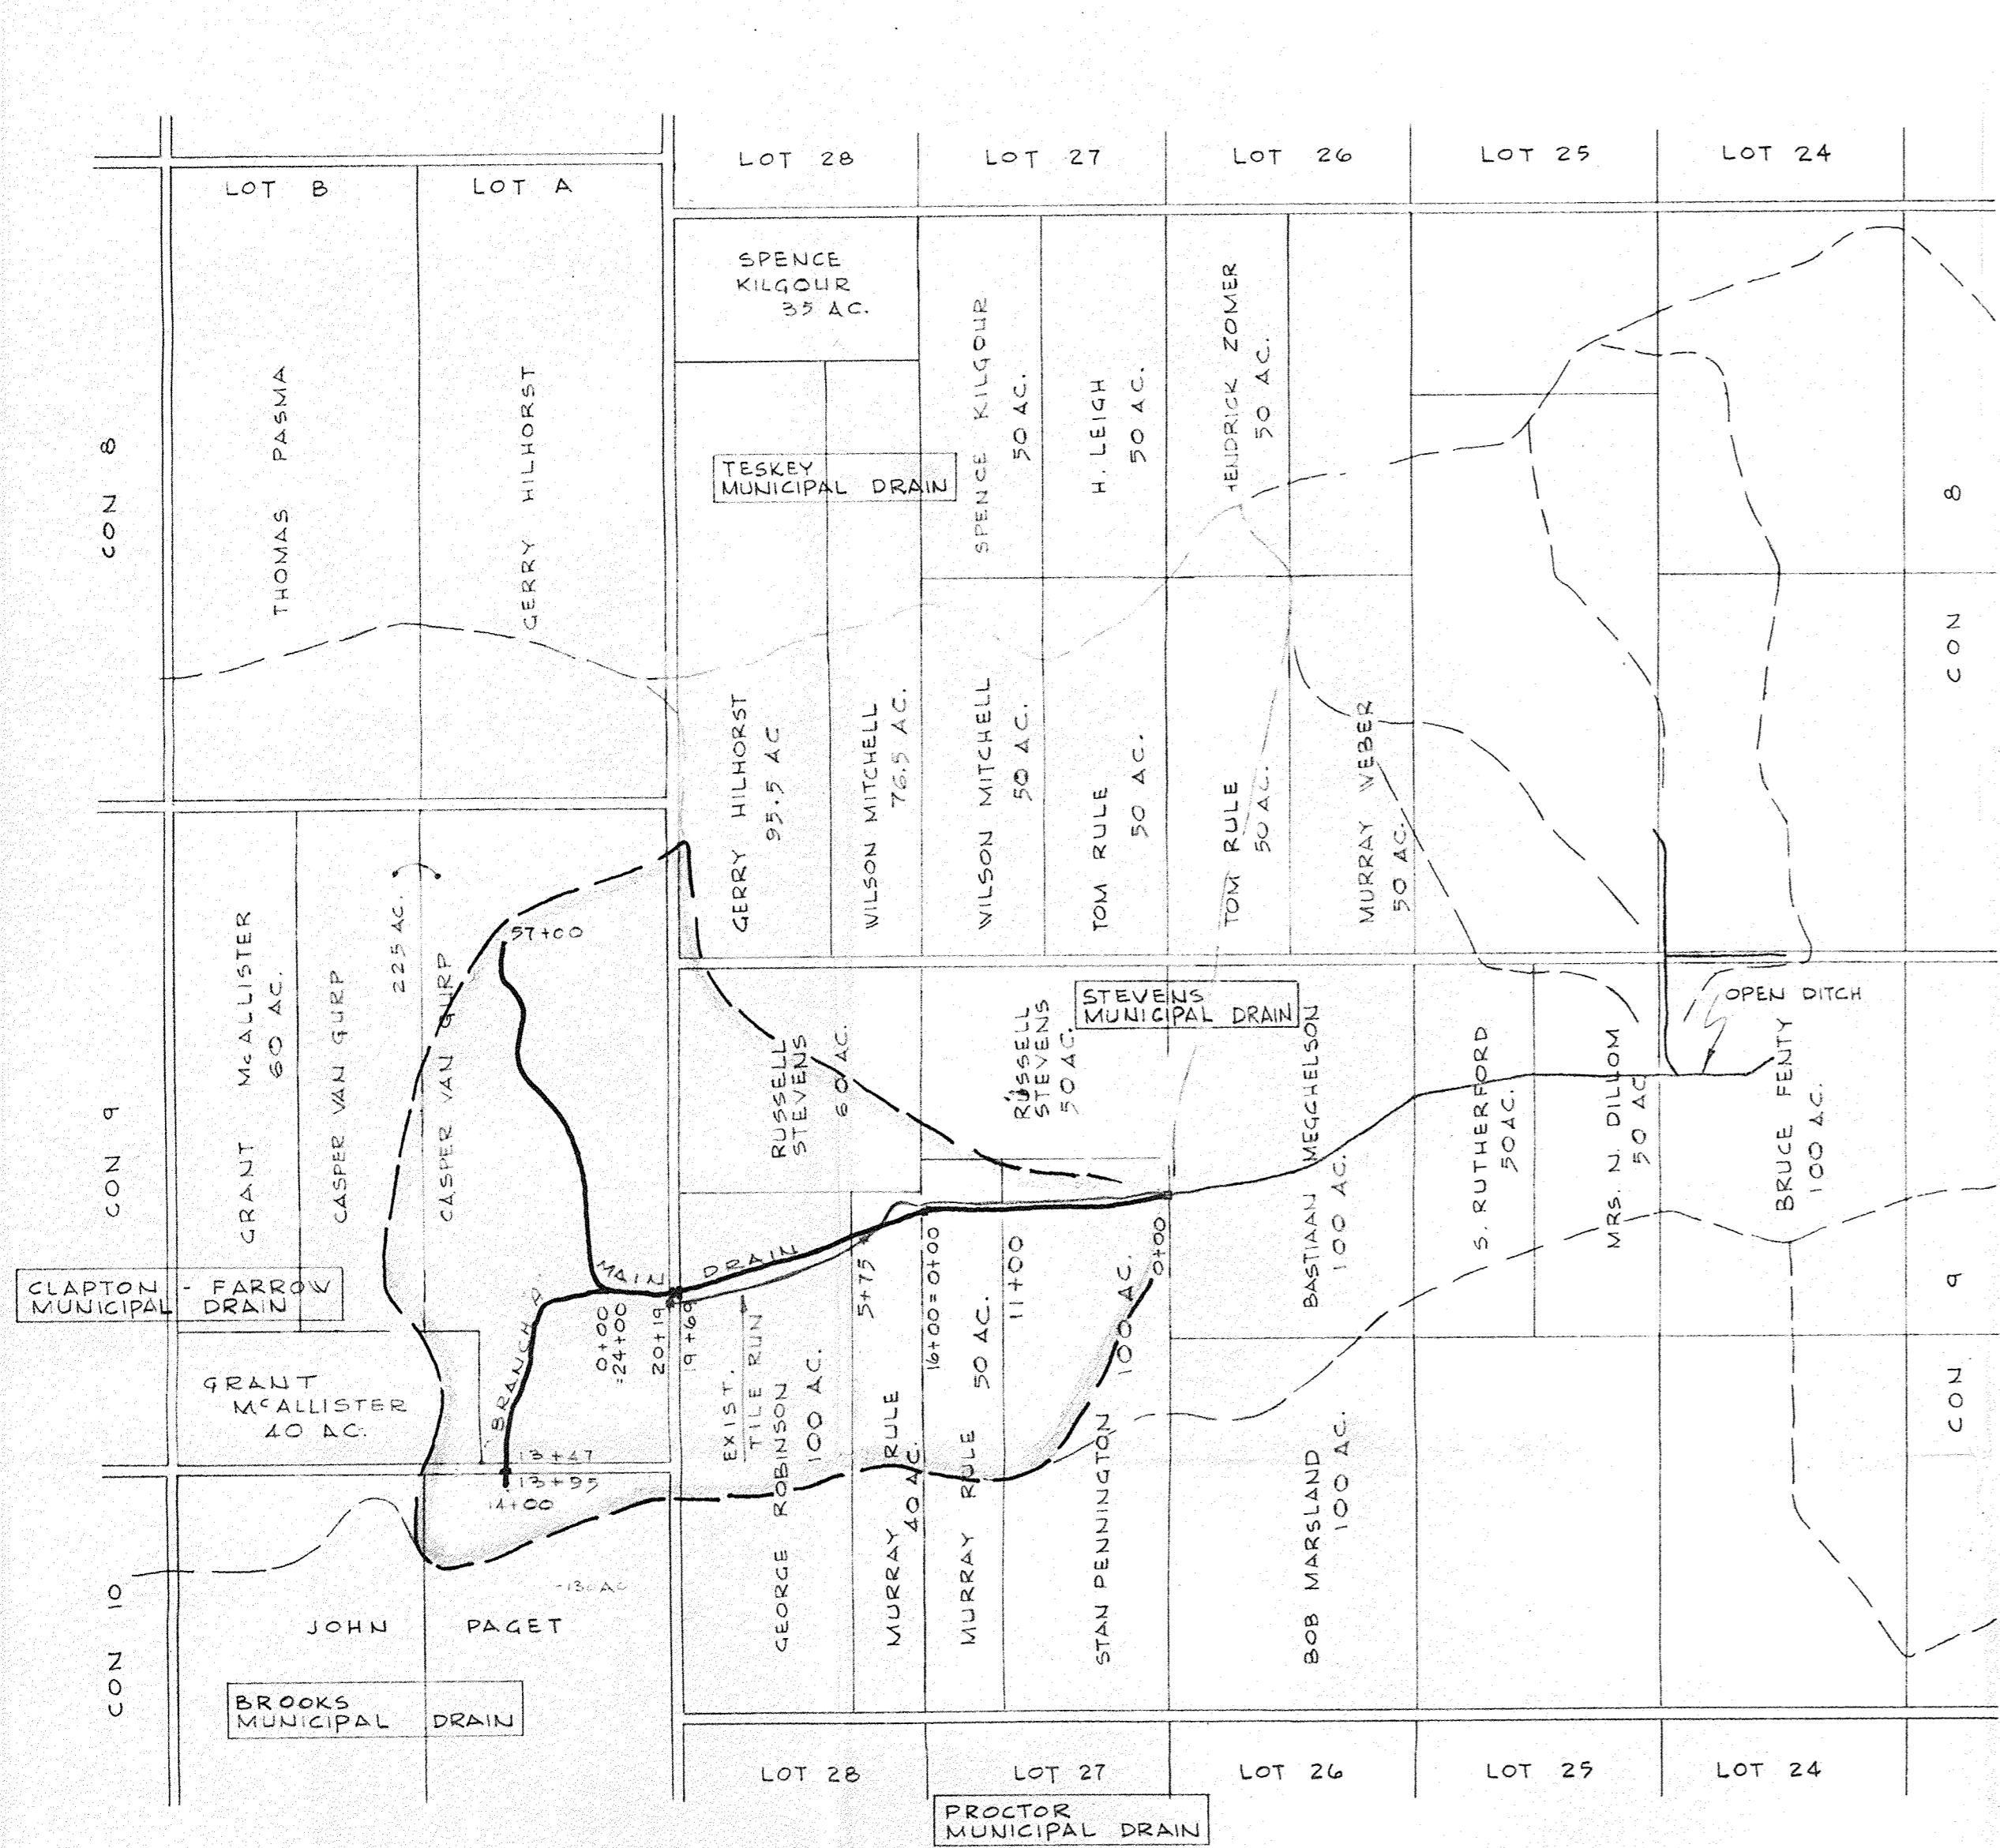 LOT 28
LOT 27
LOT 26
LOT 25
LOT 24
LOT B
LOT A
SPENCE
KILGOUR
35 AC.
CON 8
THOMAS PASMA
GERRY HILHORST
TESKEY
MUNICIPAL DRAIN
SPENCE KILGOUR
50 AC.
H. LEIGH
50 AC.
HENDRICK ZOMER
50 AC.
CON 8
GERRY HILHORST
95.5 AC
WILSON MITCHELL
76.5 AC.
WILSON MITCHELL
50 AC.
TOM RULE
50 AC.
TOM RULE
50 AC.
MURRAY WEBER
50 AC.
CON 9
GRANT McALLISTER
60 AC.
CASPER VAN GURP
225 AC.
CASPER VAN GURP
57+00
RUSSELL
STEVENS
60 AC.
RUSSELL
STEVENS
50 AC.
STEVENS
MUNICIPAL DRAIN
BASTIAAN MEGCHELSON
100 AC.
S. RUTHERFORD
50 AC.
MRS. N. DILLOM
50 AC
OPEN DITCH
BRUCE FENTY
100 AC.
CLAPTON - FARROW
MUNICIPAL DRAIN
MAIN DRAIN
BRANCH
0+00
=24+00
20+19
19+69
5+75
16+00=0+00
11+00
0+00
EXIST.
TILE RUN
GEORGE ROBINSON
100 AC.
MURRAY RULE
40 AC.
MURRAY RULE
50 AC.
STAN PENNINGTON
100 AC.
BOB MARSLAND
100 AC.
CON 9
GRANT
McALLISTER
40 AC.
13+47
13+95
14+00
CON 10
JOHN PAGET
BROOKS
MUNICIPAL DRAIN
LOT 28
LOT 27
LOT 26
LOT 25
LOT 24
PROCTOR
MUNICIPAL DRAIN